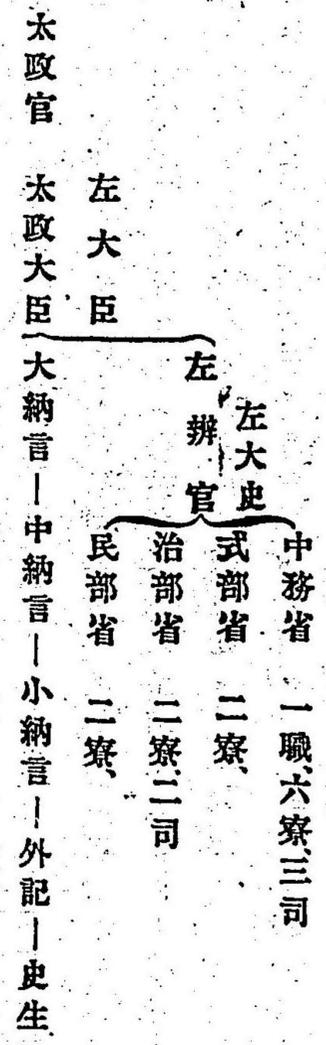 中務省 一職、六寮、三司
左大史
式部省 二寮、
左辨官
治部省 二寮、二司
左大臣
民部省 二寮、
太政官 太政大臣 大納言―中納言―小納言―外記―史生